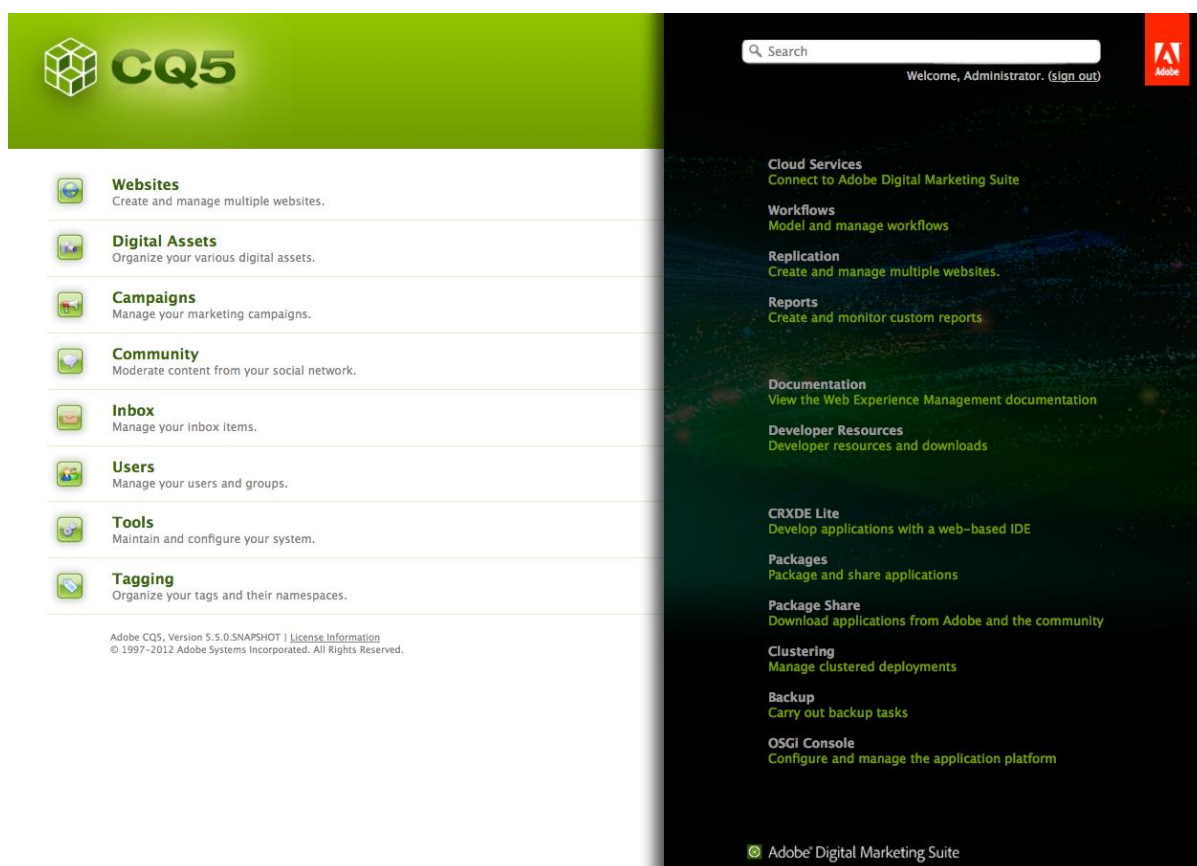 CQ5
Websites
Create and manage multiple websites.
Digital Assets
Organize your various digital assets.
Campaigns
Manage your marketing campaigns.
Community
Moderate content from your social network.
Inbox
Manage your inbox items.
Users
Manage your users and groups.
Tools
Maintain and configure your system.
Tagging
Organize your tags and their namespaces.
Adobe CQ5, Version 5.5.0.SNAPSHOT | License Information
© 1997-2012 Adobe Systems Incorporated. All Rights Reserved.
Search
Welcome, Administrator. (sign out)
Adobe
Cloud Services
Connect to Adobe Digital Marketing Suite
Workflows
Model and manage workflows
Replication
Create and manage multiple websites.
Reports
Create and monitor custom reports
Documentation
View the Web Experience Management documentation
Developer Resources
Developer resources and downloads
CRXDE Lite
Develop applications with a web-based IDE
Packages
Package and share applications
Package Share
Download applications from Adobe and the community
Clustering
Manage clustered deployments
Backup
Carry out backup tasks
OSGi Console
Configure and manage the application platform
Adobe® Digital Marketing Suite